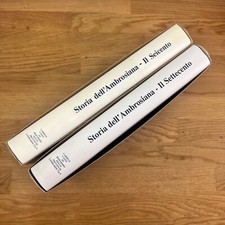 Storia dell'Ambrosiana - Il Seicento
Storia dell'Ambrosiana - Il Settecento